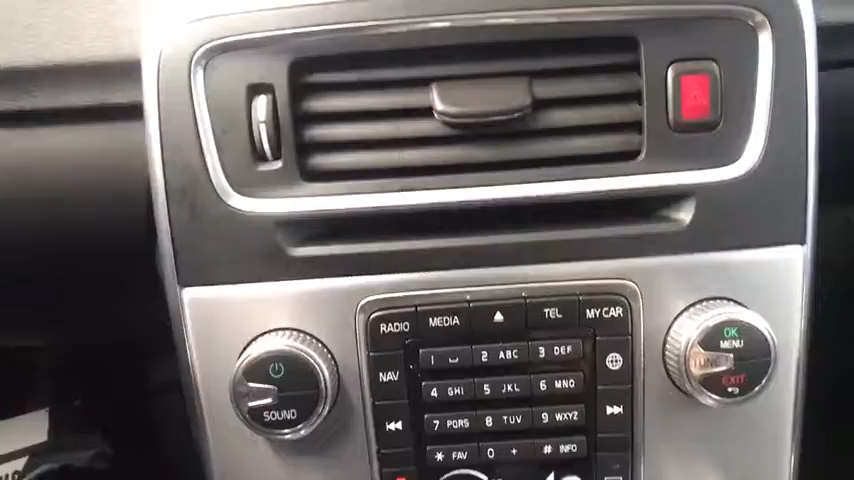 RADIO MEDIA TEL MY CAR
OK
MENU
TUNE
EXIT
SOUND
NAV
1 2 ABC 3 DEF
4 GHI 5 JKL 6 MNO
7 PQRS 8 TUV 9 WXYZ
* FAV 0 + # INFO